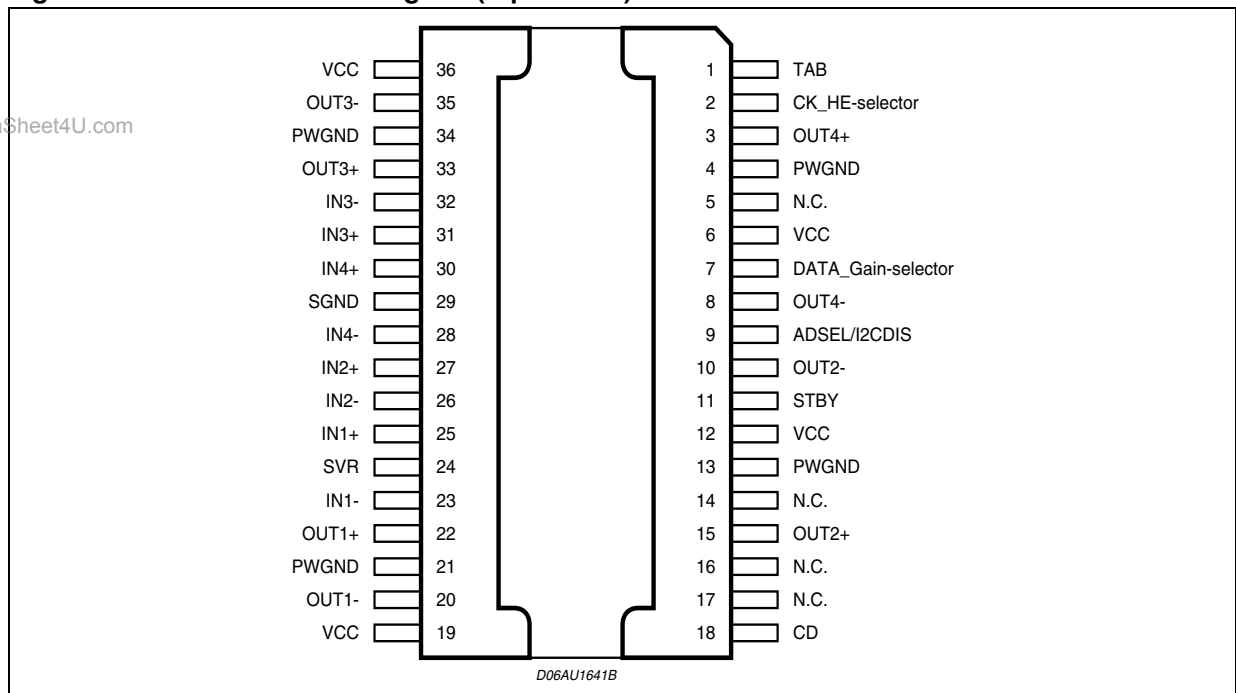 VCC 36 1 TAB
OUT3- 35 2 CK_HE-selector
aSheet4U.com
PWGND 34 3 OUT4+
OUT3+ 33 4 PWGND
IN3- 32 5 N.C.
IN3+ 31 6 VCC
IN4+ 30 7 DATA_Gain-selector
SGND 29 8 OUT4-
IN4- 28 9 ADSEL/I2CDIS
IN2+ 27 10 OUT2-
IN2- 26 11 STBY
IN1+ 25 12 VCC
SVR 24 13 PWGND
IN1- 23 14 N.C.
OUT1+ 22 15 OUT2+
PWGND 21 16 N.C.
OUT1- 20 17 N.C.
VCC 19 18 CD
D06AU1641B